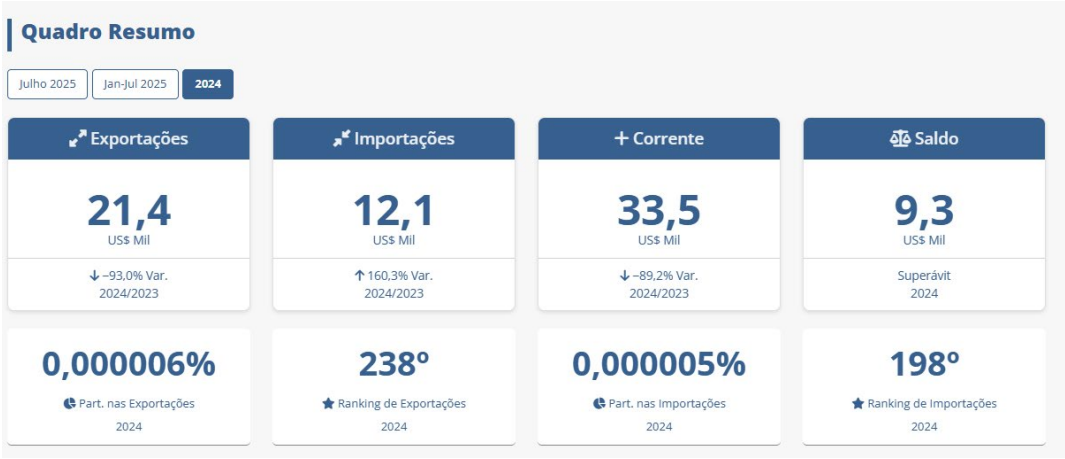 Quadro Resumo
Julho 2025
Jan-Jul 2025
2024
Exportações
21,4
US$ Mil
−93,0% Var.
2024/2023
Importações
12,1
US$ Mil
160,3% Var.
2024/2023
Corrente
33,5
US$ Mil
−89,2% Var.
2024/2023
Saldo
9,3
US$ Mil
Superávit
2024
0,000006%
Part. nas Exportações
2024
238º
Ranking de Exportações
2024
0,000005%
Part. nas Importações
2024
198º
Ranking de Importações
2024